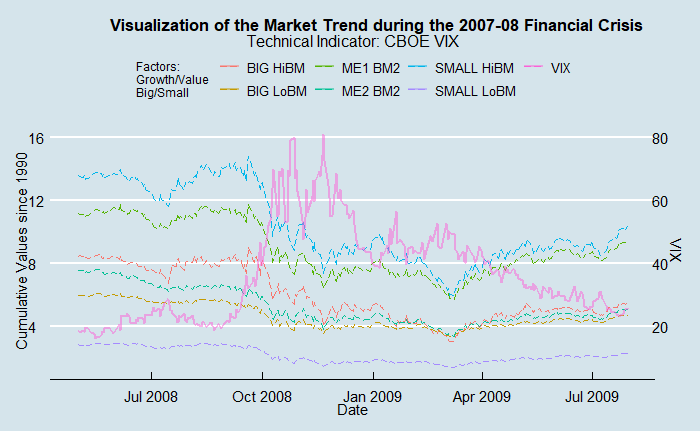 Visualization of the Market Trend during the 2007-08 Financial Crisis
Technical Indicator: CBOE VIX
Factors:
Growth/Value
Big/Small
BIG HiBM
ME1 BM2
SMALL HiBM
VIX
BIG LoBM
ME2 BM2
SMALL LoBM
Cumulative Values since 1990
16
12
8
4
80
60
40
20
VIX
Jul 2008
Oct 2008
Jan 2009
Apr 2009
Jul 2009
Date